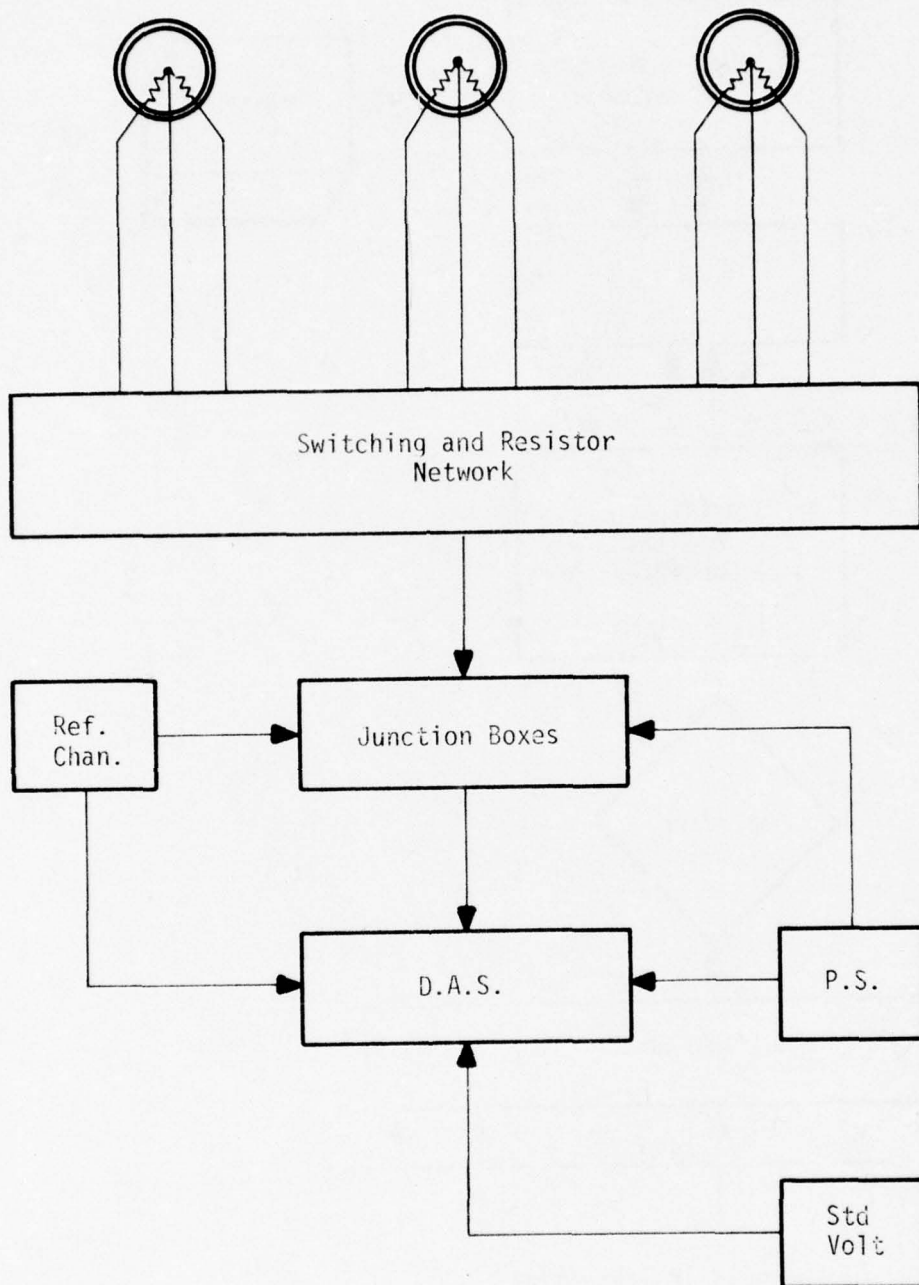 Switching and Resistor
Network
Ref.
Chan.
Junction Boxes
D.A.S.
P.S.
Std
Volt